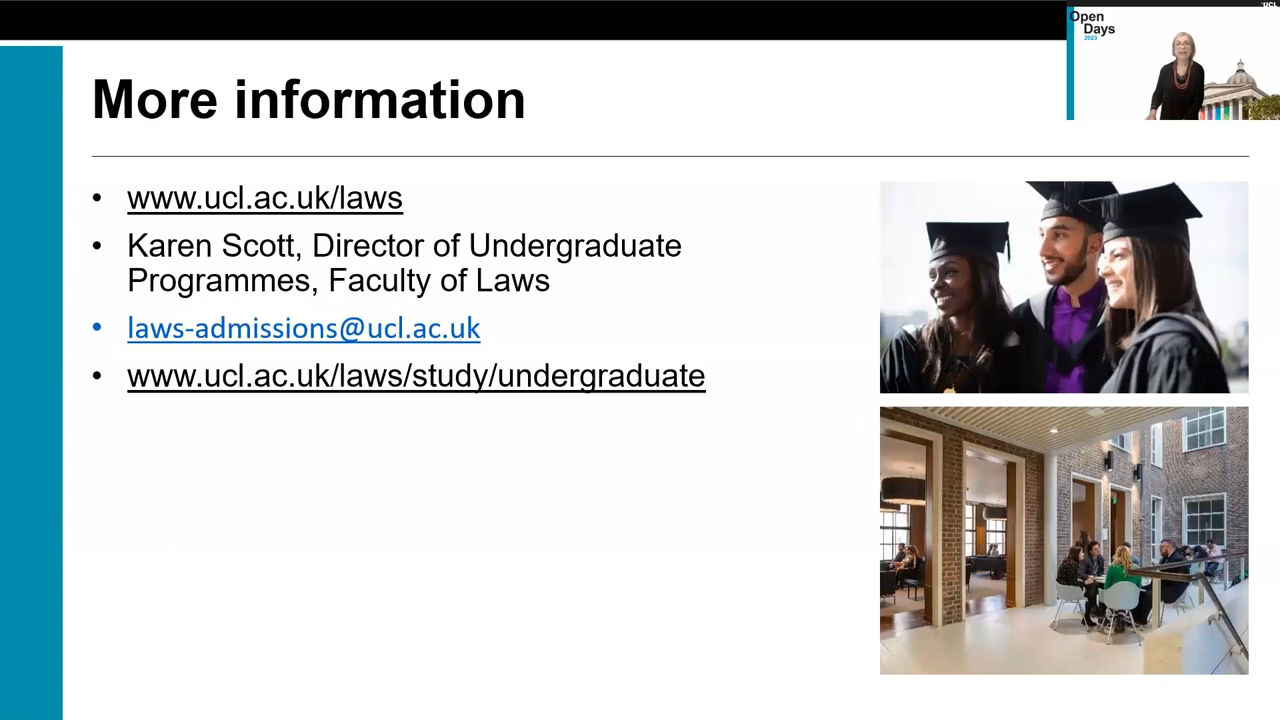 UCL
Open
Days
2023
More information
• www.ucl.ac.uk/laws
• Karen Scott, Director of Undergraduate
Programmes, Faculty of Laws
• laws-admissions@ucl.ac.uk
• www.ucl.ac.uk/laws/study/undergraduate